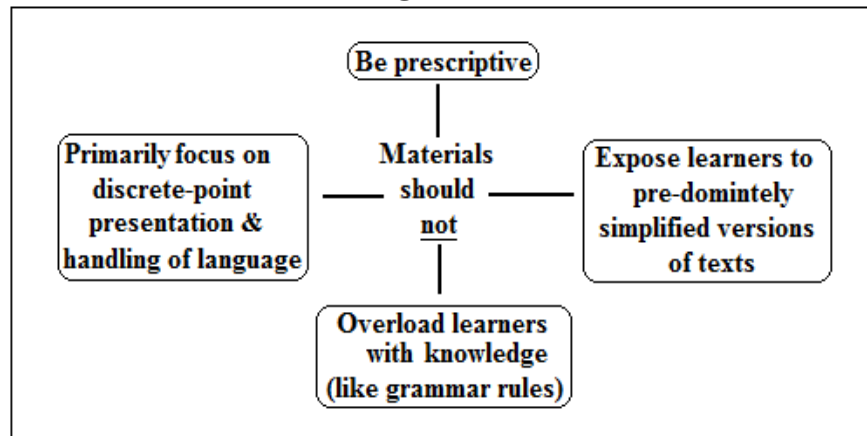 Be prescriptive
Primarily focus on
discrete-point
presentation &
handling of language
Materials
should
not
Expose learners to
pre-domintely
simplified versions
of texts
Overload learners
with knowledge
(like grammar rules)